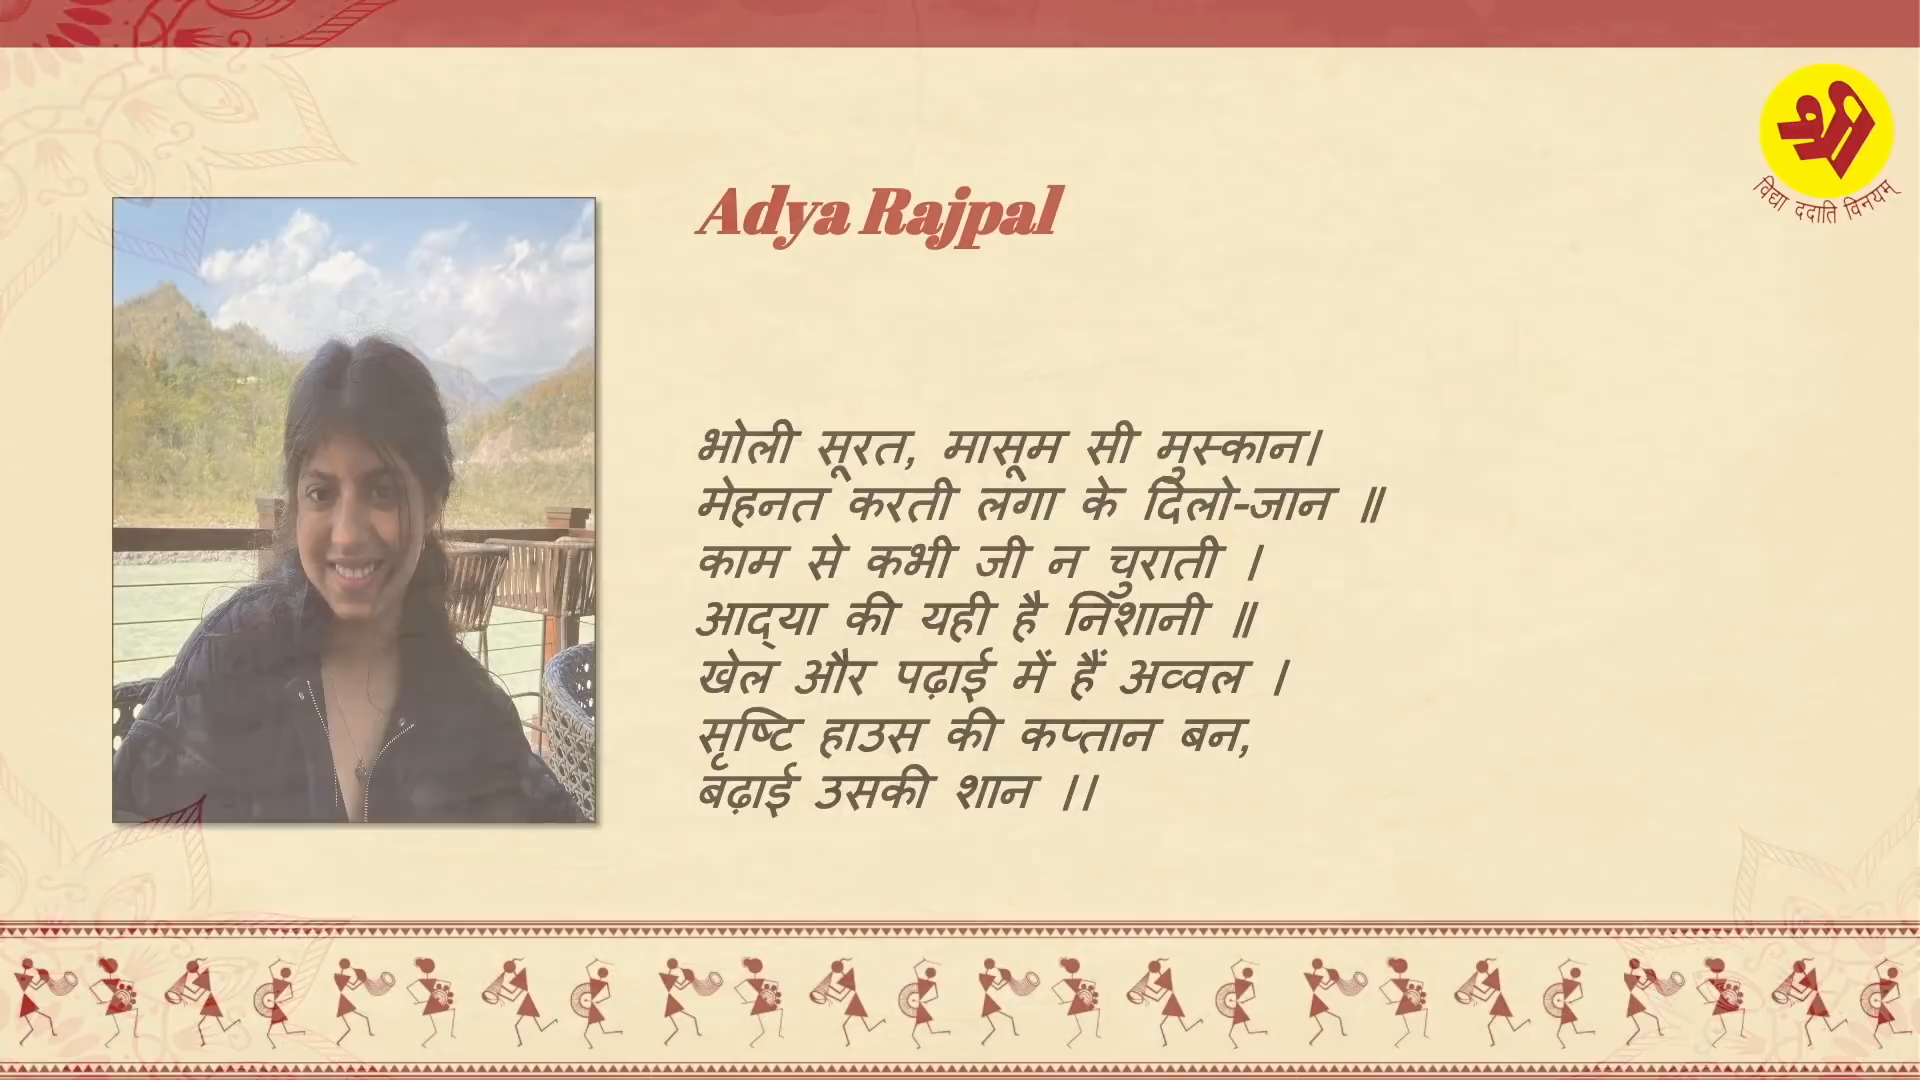 श्री
विद्या ददाति विनयम्
Adya Rajpal
भोली सूरत, मासूम सी मुस्कान।
मेहनत करती लगा के दिलो-जान ॥
काम से कभी जी न चुराती ।
आद्या की यही है निशानी ॥
खेल और पढ़ाई में हैं अव्वल ।
सृष्टि हाउस की कप्तान बन,
बढ़ाई उसकी शान ।।